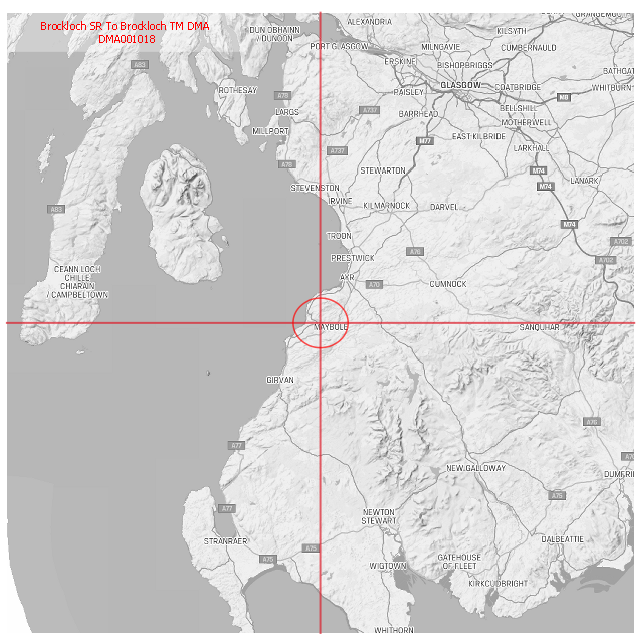 Brockloch SR To Brockloch TM DMA
DMA001018
ALEXANDRIA
GRANGEMOU
DUN OBHAINN
/ DUNOON
PORT GLASGOW
MILNGAVIE
KILSYTH
CUMBERNAULD
ERSKINE
BISHOPBRIGGS
A83
BATHGAT
ROTHESAY
GLASGOW
COATBRIDGE
WHITBURN
PAISLEY
A78
M8
LARGS
A737
BARRHEAD
BELLSHILL
MILLPORT
MOTHERWELL
EAST KILBRIDE
M77
A737
LARKHALL
A78
STEWARTON
M74
STEVENSTON
M74
LANARK
IRVINE
KILMARNOCK
DARVEL
A83
M74
TROON
A702
A76
PRESTWICK
A702
CEANN LOCH
CHILLE
CHIARAIN
/ CAMPBELTOWN
AYR
A70
CUMNOCK
MAYBOLE
SANQUHAR
GIRVAN
A76
A77
NEW GALLOWAY
DUMFRI
A75
A77
NEWTON
STEWART
STRANRAER
A75
A75
DALBEATTIE
WIGTOWN
GATEHOUSE
OF FLEET
KIRKCUDBRIGHT
WHITHORN